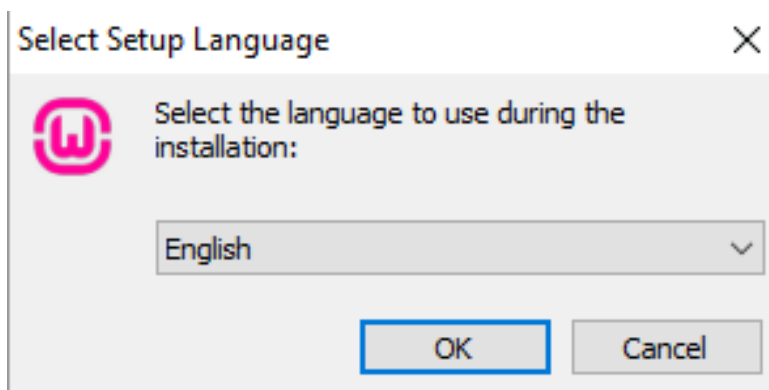 Select Setup Language
Select the language to use during the
installation:
English
OK
Cancel